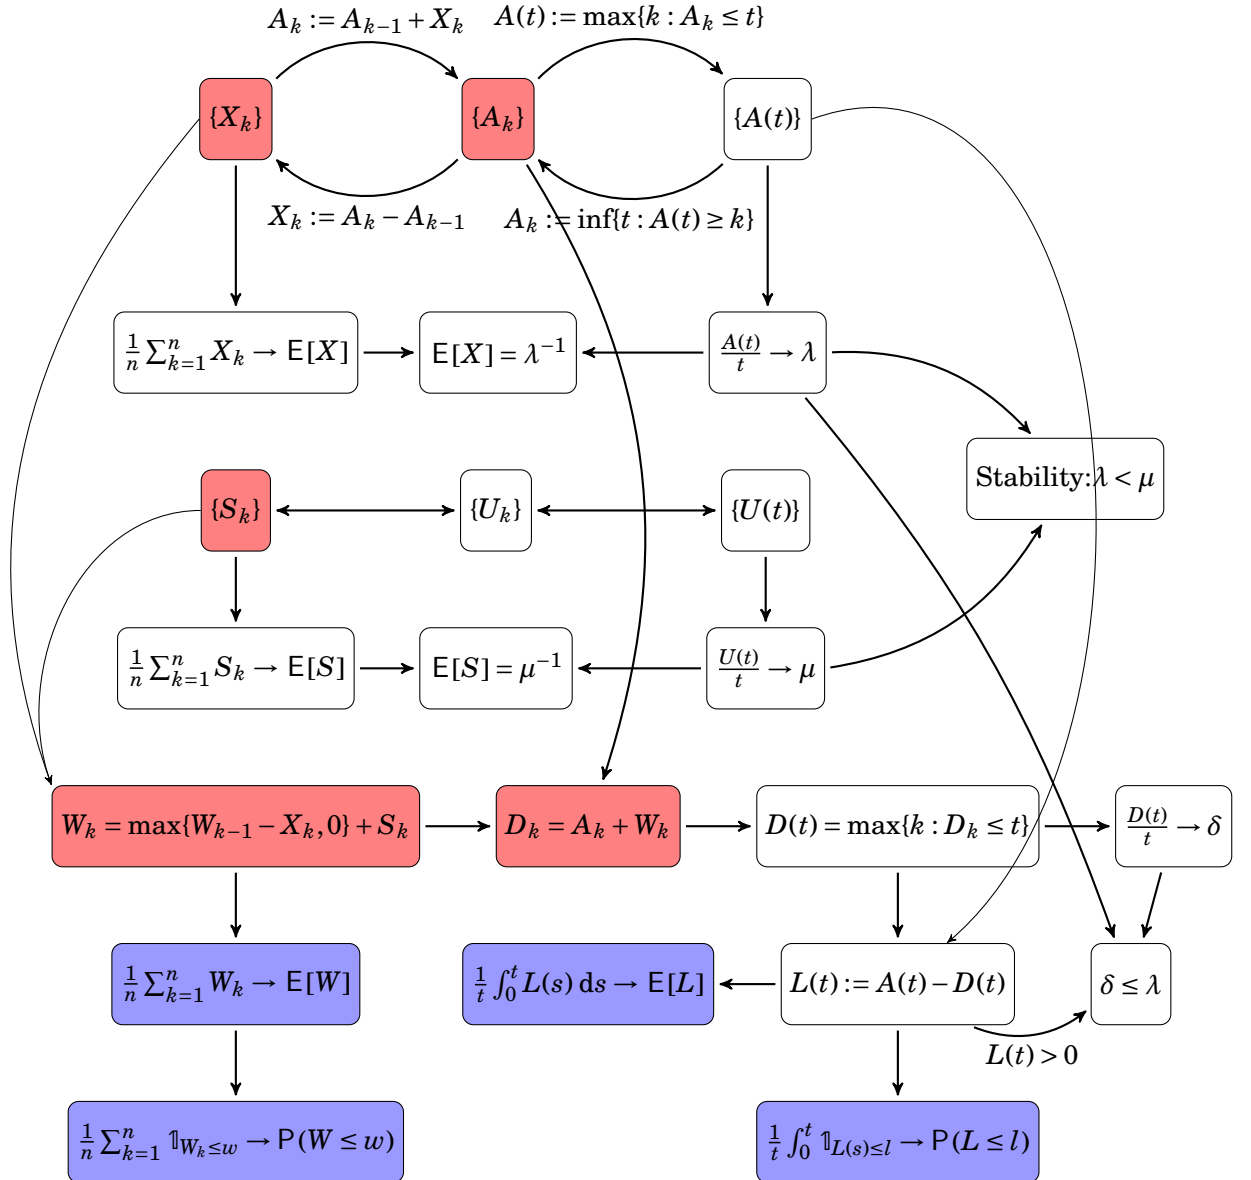 A_k := A_{k−1} + X_k
A(t) := max{k : A_k ≤ t}
{X_k}
{A_k}
{A(t)}
X_k := A_k − A_{k−1}
A_k := inf{t : A(t) ≥ k}
1/n ∑_{k=1}^n X_k → E[X]
E[X] = λ^{−1}
A(t)/t → λ
Stability:λ < μ
{S_k}
{U_k}
{U(t)}
1/n ∑_{k=1}^n S_k → E[S]
E[S] = μ^{−1}
U(t)/t → μ
W_k = max{W_{k−1} − X_k, 0} + S_k
D_k = A_k + W_k
D(t) = max{k : D_k ≤ t}
D(t)/t → δ
1/n ∑_{k=1}^n W_k → E[W]
1/t ∫_0^t L(s) ds → E[L]
L(t) := A(t) − D(t)
δ ≤ λ
L(t) > 0
1/n ∑_{k=1}^n 𝟙_{W_k ≤ w} → P(W ≤ w)
1/t ∫_0^t 𝟙_{L(s) ≤ l} → P(L ≤ l)